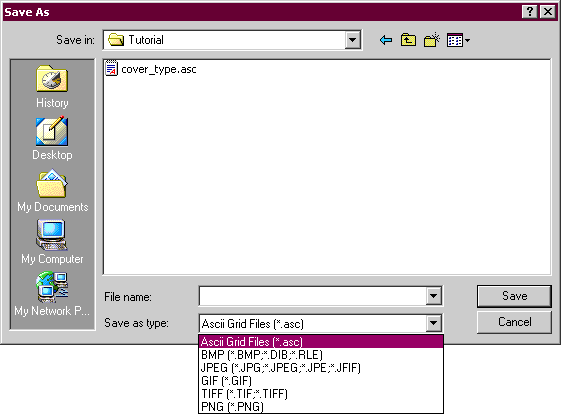 Save As
Save in: Tutorial
cover_type.asc
History
Desktop
My Documents
My Computer
My Network P...
File name:
Save
Save as type: Ascii Grid Files (*.asc)
Cancel
Ascii Grid Files (*.asc)
BMP (*.BMP;*.DIB;*.RLE)
JPEG (*.JPG;*.JPEG;*.JPE;*.JFIF)
GIF (*.GIF)
TIFF (*.TIF;*.TIFF)
PNG (*.PNG)